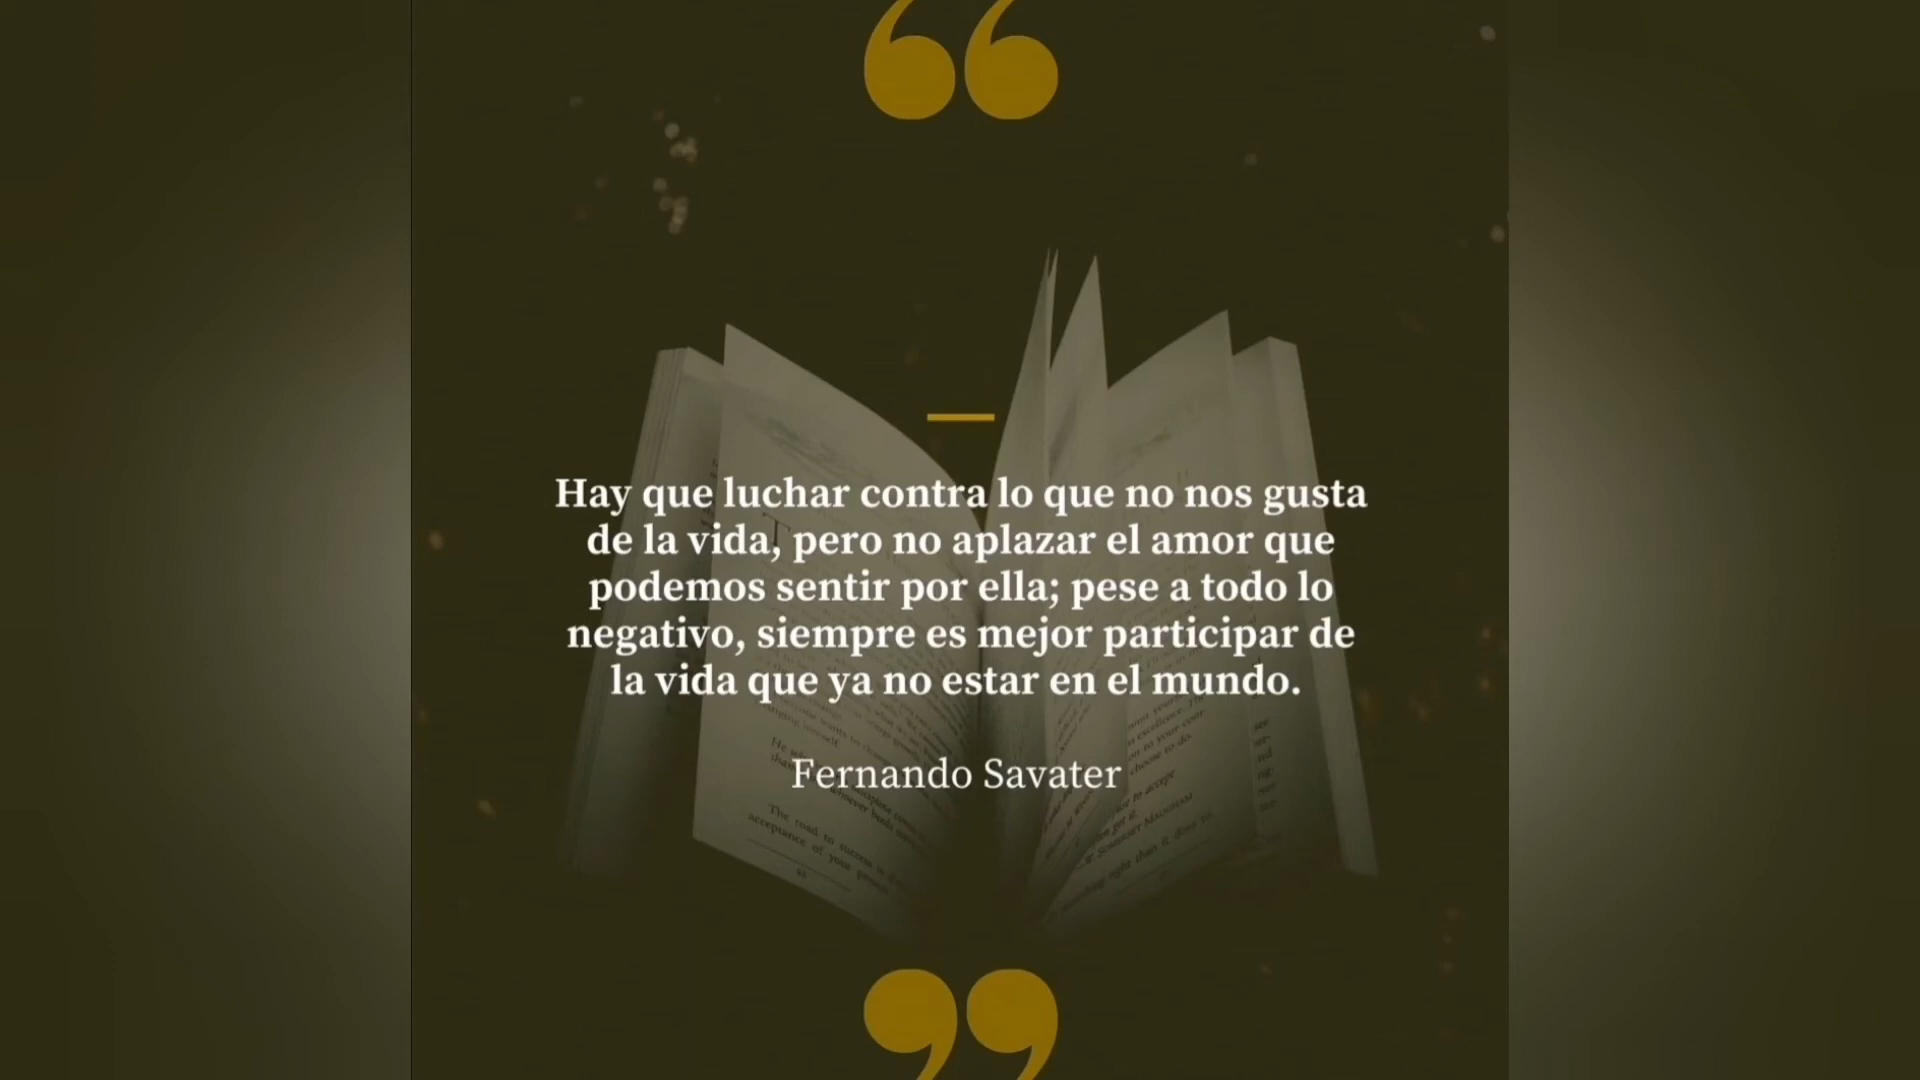 Hay que luchar contra lo que no nos gusta
de la vida, pero no aplazar el amor que
podemos sentir por ella; pese a todo lo
negativo, siempre es mejor participar de
la vida que ya no estar en el mundo.
Fernando Savater